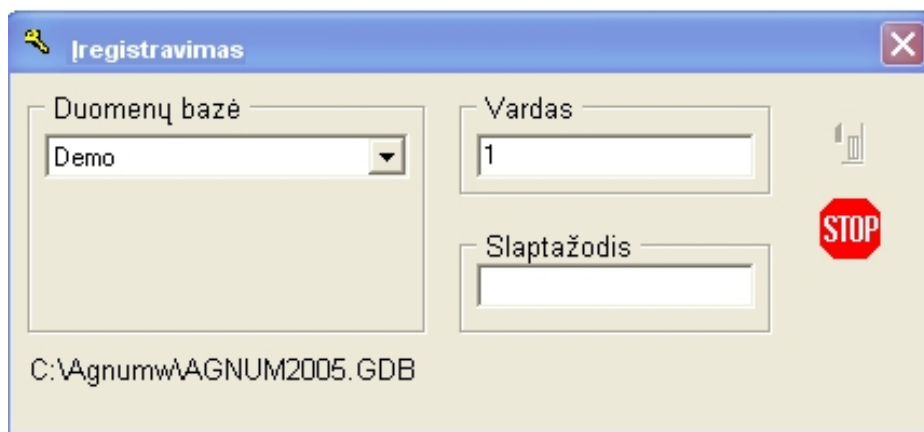 Įregistravimas
Duomenų bazė
Demo
Vardas
1
STOP
Slaptažodis
C:\Agnumw\AGNUM2005.GDB